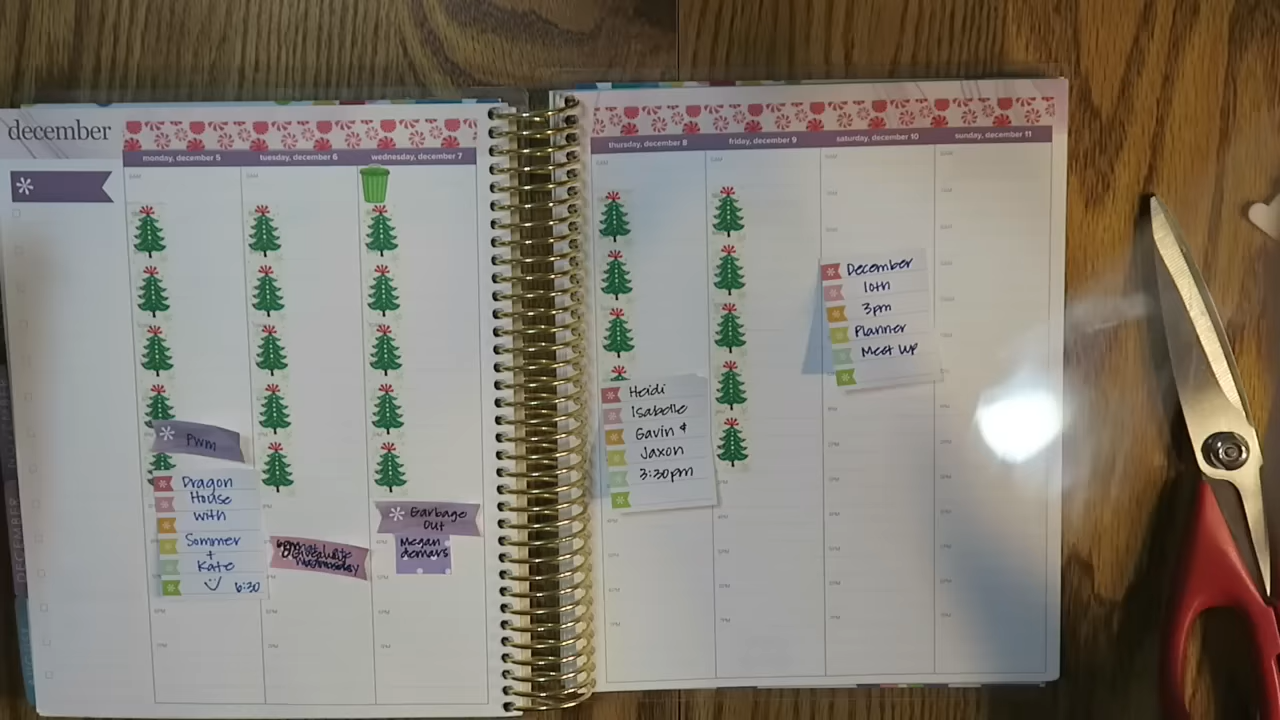 december
monday, december 5
tuesday, december 6
wednesday, december 7
thursday, december 8
friday, december 9
saturday, december 10
sunday, december 11
Pwm
Dragon
House
with
Sommer
+
Kate
6:30
Garbage
Out
Megan
demars
Heidi
Isabelle
Gavin &
Jaxon
3:30pm
December
10th
3pm
Planner
Meet Up
NOVEMBER
DECEMBER